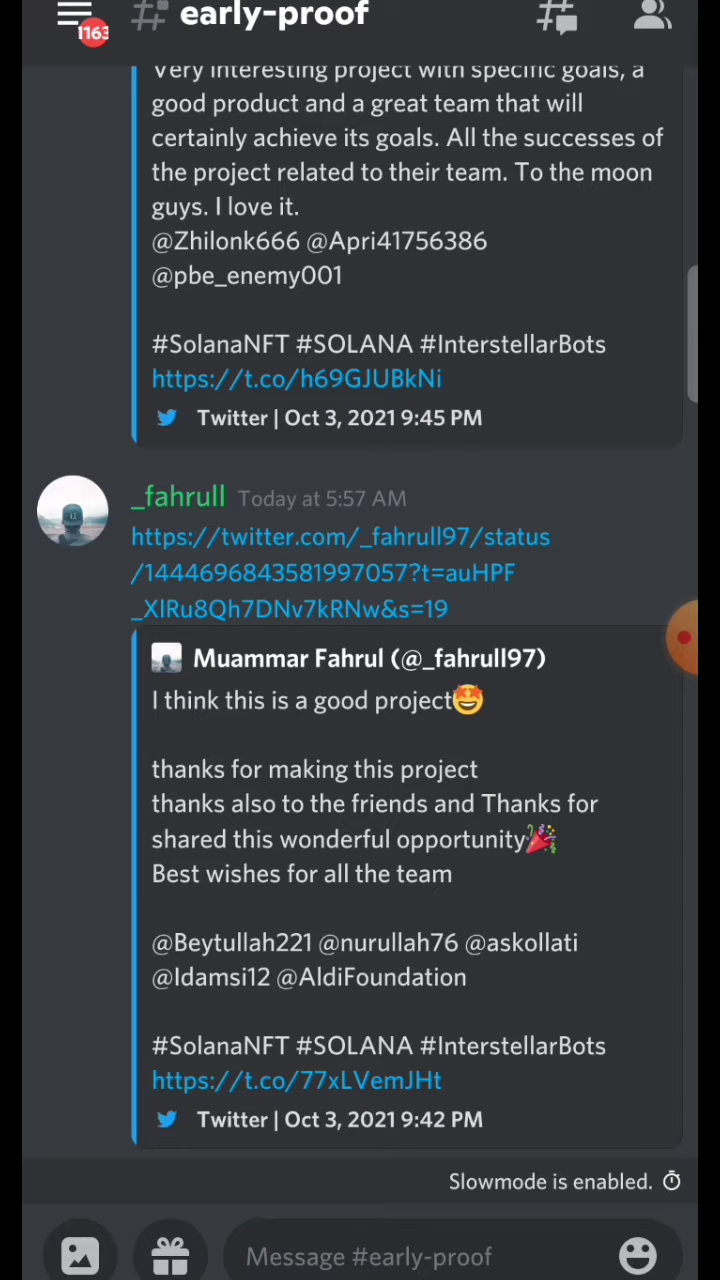 1163
early-proof
Very interesting project with specific goals, a
good product and a great team that will
certainly achieve its goals. All the successes of
the project related to their team. To the moon
guys. I love it.
@Zhilonk666 @Apri41756386
@pbe_enemy001
#SolanaNFT #SOLANA #InterstellarBots
https://t.co/h69GJUBkNi
Twitter | Oct 3, 2021 9:45 PM
_fahrull Today at 5:57 AM
https://twitter.com/_fahrull97/status
/1444696843581997057?t=auHPF
_XlRu8Qh7DNv7kRNw&s=19
Muammar Fahrul (@_fahrull97)
I think this is a good project🤩
thanks for making this project
thanks also to the friends and Thanks for
shared this wonderful opportunity🎉
Best wishes for all the team
@Beytullah221 @nurullah76 @askollati
@Idamsi12 @AldiFoundation
#SolanaNFT #SOLANA #InterstellarBots
https://t.co/77xLVemJHt
Twitter | Oct 3, 2021 9:42 PM
Slowmode is enabled.
Message #early-proof